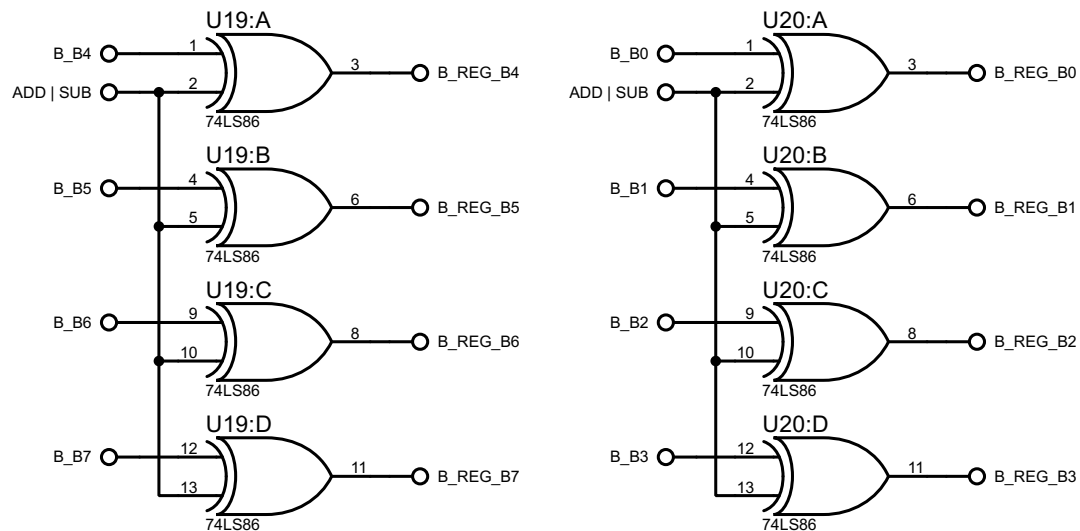 U19:A
B_B4
1
ADD | SUB
2
3
B_REG_B4
74LS86
U19:B
B_B5
4
5
6
B_REG_B5
74LS86
U19:C
B_B6
9
10
8
B_REG_B6
74LS86
U19:D
B_B7
12
13
11
B_REG_B7
74LS86
U20:A
B_B0
1
ADD | SUB
2
3
B_REG_B0
74LS86
U20:B
B_B1
4
5
6
B_REG_B1
74LS86
U20:C
B_B2
9
10
8
B_REG_B2
74LS86
U20:D
B_B3
12
13
11
B_REG_B3
74LS86